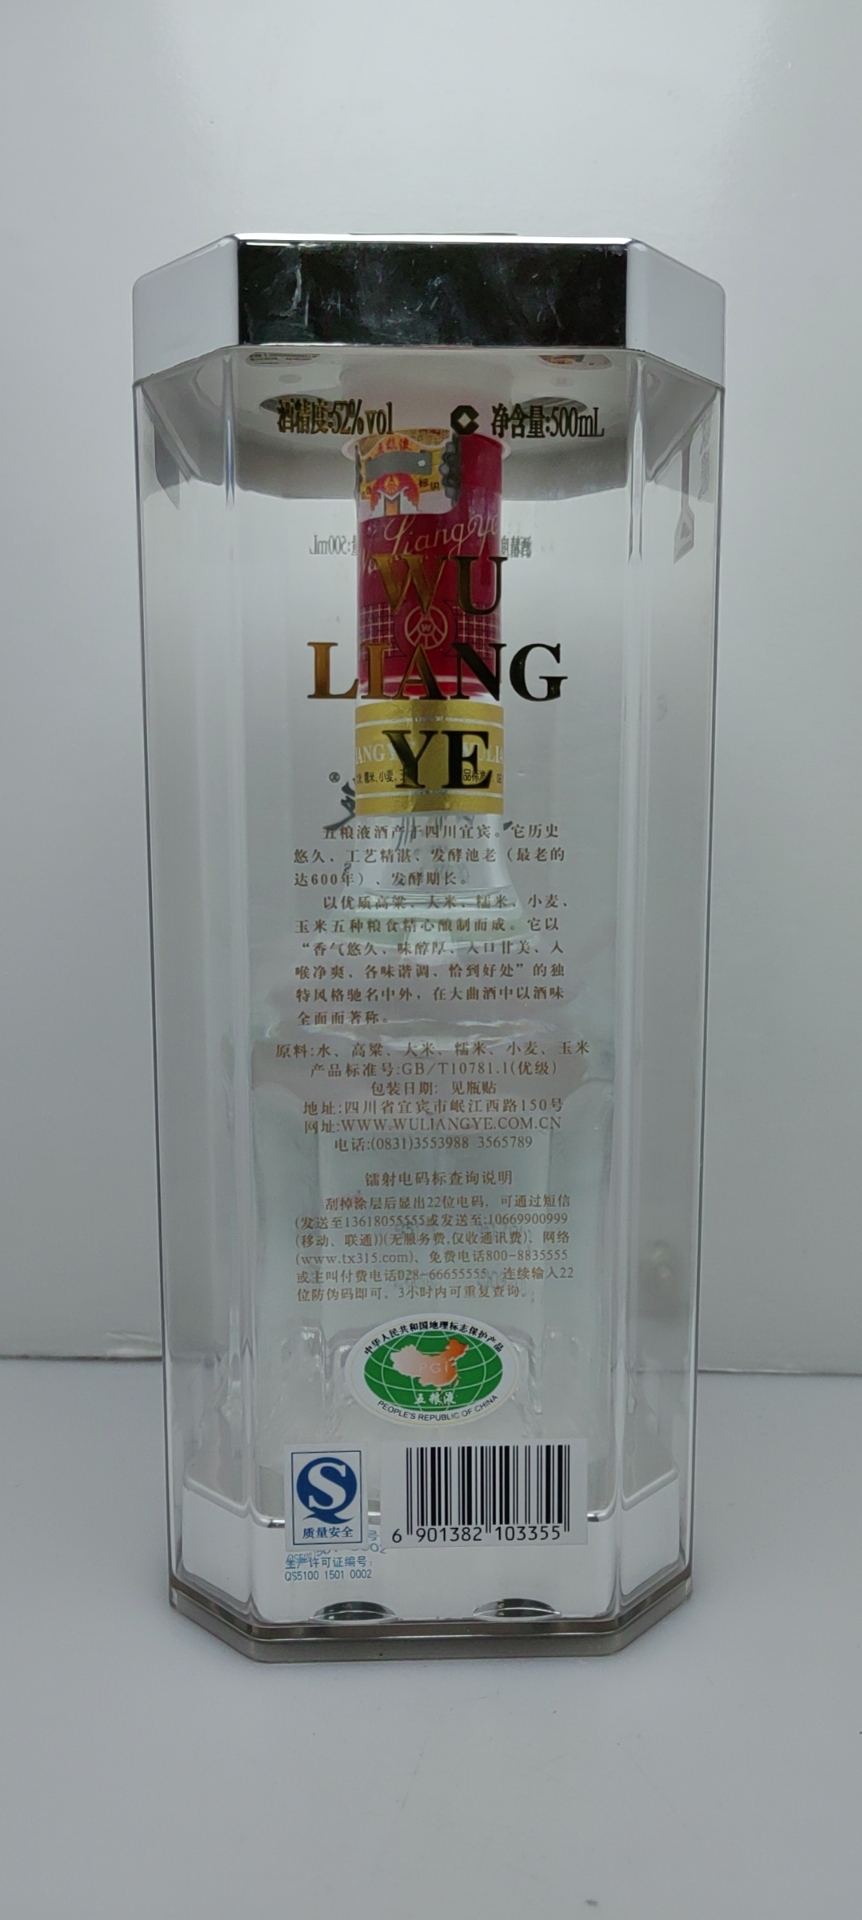 酒精度:52%vol 净含量:500mL
WuLiangYe
WU
LIANG
YE
五粮液酒产于四川宜宾。它历史
悠久、工艺精湛、发酵池老（最老的
达600年）、发酵期长。
以优质高粱、大米、糯米、小麦、
玉米五种粮食精心酿制而成。它以
“香气悠久、味醇厚、入口甘美、入
喉净爽、各味谐调、恰到好处”的独
特风格驰名中外，在大曲酒中以酒味
全面而著称。
原料:水、高粱、大米、糯米、小麦、玉米
产品标准号:GB/T10781.1(优级)
包装日期: 见瓶贴
地址:四川省宜宾市岷江西路150号
网址:WWW.WULIANGYE.COM.CN
电话:(0831)3553988 3565789
镭射电码标查询说明
刮掉涂层后显出22位电码，可通过短信
(发送至13618055555或发送至:10669900999
(移动、联通))(无服务费,仅收通讯费)、网络
(www.tx315.com)、免费电话800-8835555
或主叫付费电话028-66655555，连续输入22
位防伪码即可，3小时内可重复查询。
中华人民共和国地理标志保护产品
PGI
五粮液
PEOPLE'S REPUBLIC OF CHINA
质量安全
6 901382 103355
生产许可证编号:
QS5100 1501 0002